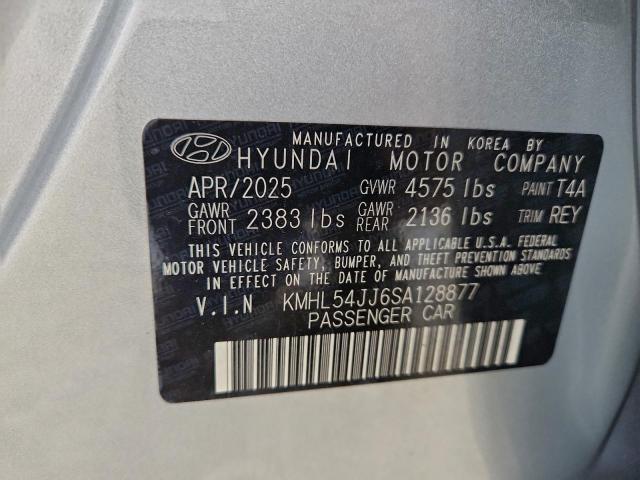 MANUFACTURED IN KOREA BY
HYUNDAI MOTOR COMPANY
APR/2025 GVWR 4575 lbs PAINT T4A
GAWR FRONT 2383 lbs GAWR REAR 2136 lbs TRIM REY
THIS VEHICLE CONFORMS TO ALL APPLICABLE U.S.A. FEDERAL
MOTOR VEHICLE SAFETY, BUMPER, AND THEFT PREVENTION STANDARDS
IN EFFECT ON THE DATE OF MANUFACTURE SHOWN ABOVE.
V.I.N KMHL54JJ6SA128877
PASSENGER CAR